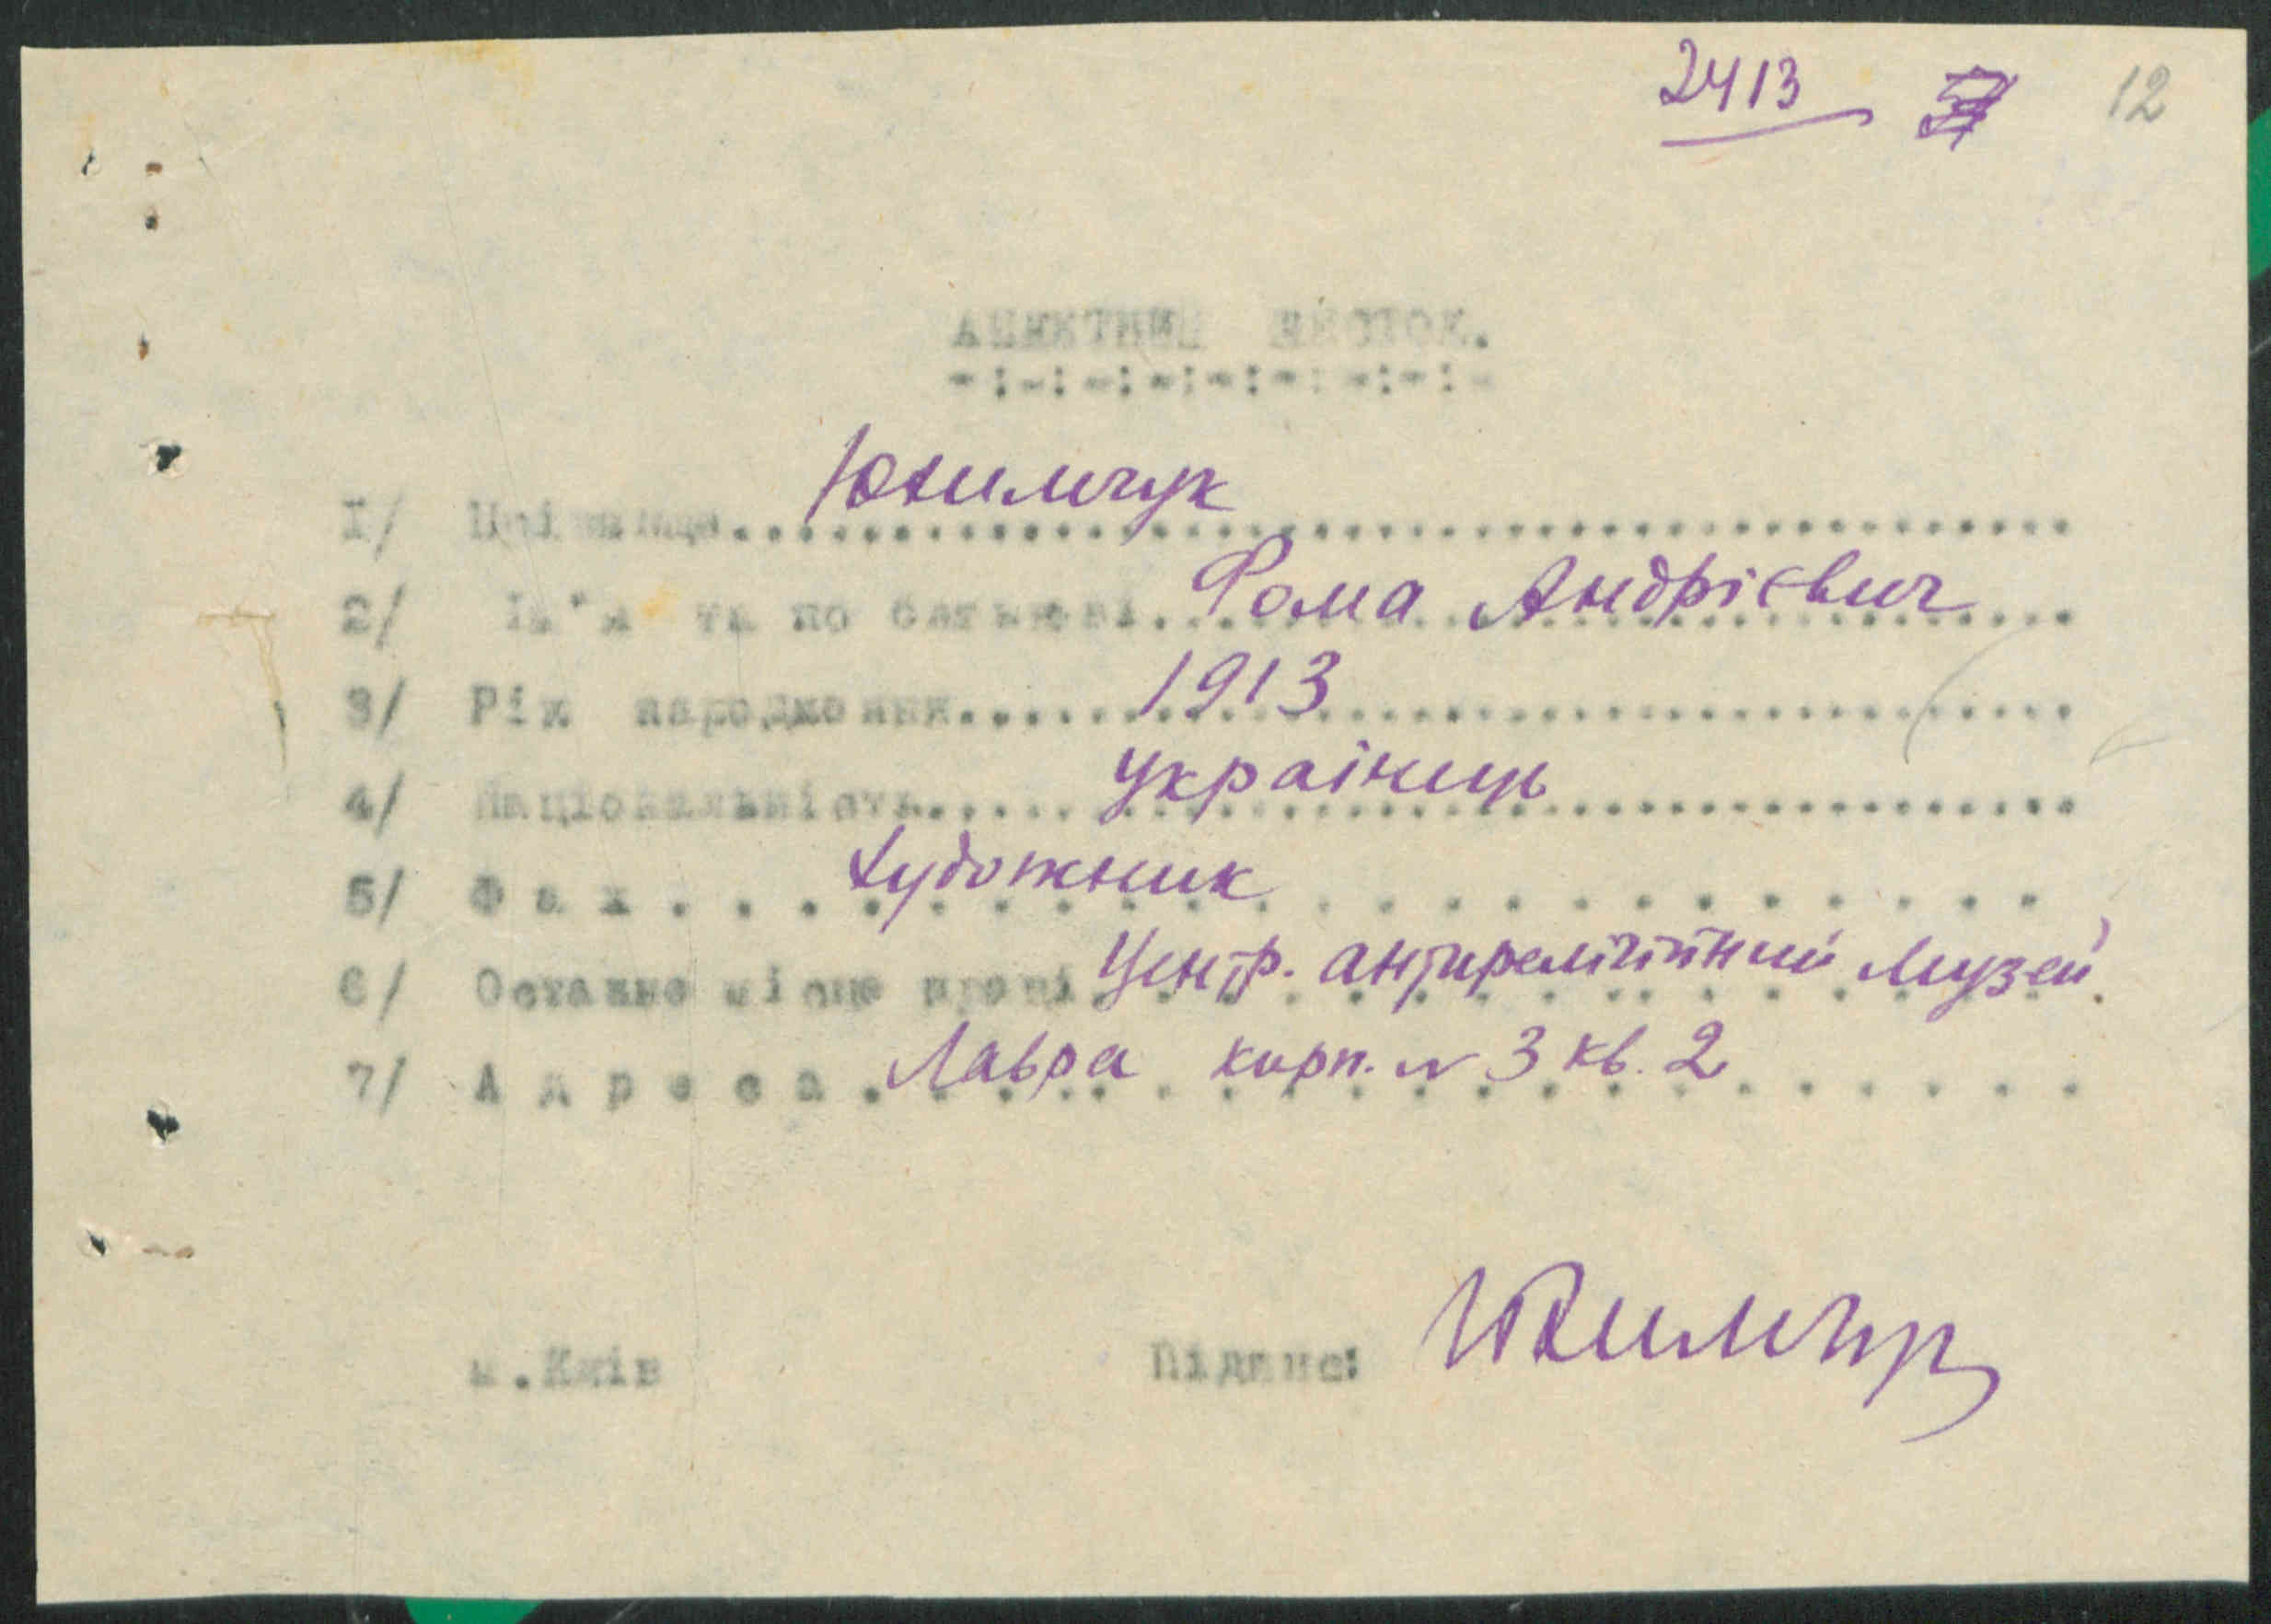 2413 12
АНКЕТНИЙ ЛИСТОК.
-:-:-:-:-:-:-:-:-
1/ Прізвище.......... Юхимчук
2/ Ім'я та по батькові.......... Фома Андрієвич
3/ Рік народження.......... 1913
4/ Національність.......... українець
5/ Фах.......... художник
6/ Останнє місце праці Центр. антирелігійний музей.
7/ Адреса. Лавра корп. N 3 кв. 2
м.Київ Підпис: Юхимчук